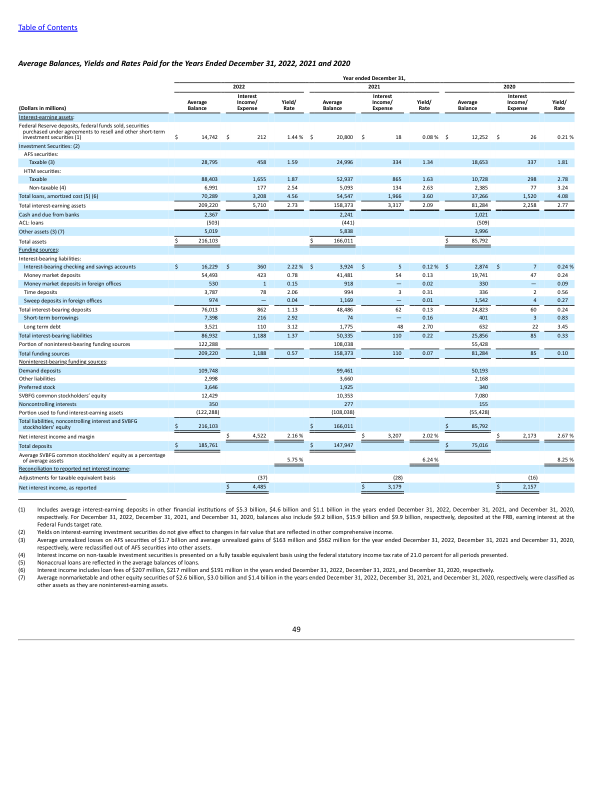 Table of Contents
Average Balances, Yields and Rates Paid for the Years Ended December 31, 2022, 2021 and 2020
Year ended December 31,
2022 2021 2020
(Dollars in millions) Average Balance Interest Income/ Expense Yield/ Rate Average Balance Interest Income/ Expense Yield/ Rate Average Balance Interest Income/ Expense Yield/ Rate
Interest-earning assets:
Federal Reserve deposits, federal funds sold, securities
purchased under agreements to resell and other short-term
investment securities (1) $ 14,742 $ 212 1.44 % $ 20,800 $ 18 0.08 % $ 12,252 $ 26 0.21 %
Investment Securities: (2)
AFS securities:
Taxable (3) 28,795 458 1.59 24,996 334 1.34 18,653 337 1.81
HTM securities:
Taxable 88,403 1,655 1.87 52,937 865 1.63 10,728 298 2.78
Non-taxable (4) 6,991 177 2.54 5,093 134 2.63 2,385 77 3.24
Total loans, amortized cost (5) (6) 70,289 3,208 4.56 54,547 1,966 3.60 37,266 1,520 4.08
Total interest-earning assets 209,220 5,710 2.73 158,373 3,317 2.09 81,284 2,258 2.77
Cash and due from banks 2,367 2,241 1,021
ACL: loans (503) (441) (509)
Other assets (3) (7) 5,019 5,838 3,996
Total assets $ 216,103 $ 166,011 $ 85,792
Funding sources:
Interest-bearing liabilities:
Interest-bearing checking and savings accounts $ 16,229 $ 360 2.22 % $ 3,924 $ 5 0.12 % $ 2,874 $ 7 0.24 %
Money market deposits 54,493 423 0.78 41,481 54 0.13 19,741 47 0.24
Money market deposits in foreign offices 530 1 0.15 918 — 0.02 330 — 0.09
Time deposits 3,787 78 2.06 994 3 0.31 336 2 0.56
Sweep deposits in foreign offices 974 — 0.04 1,169 — 0.01 1,542 4 0.27
Total interest-bearing deposits 76,013 862 1.13 48,486 62 0.13 24,823 60 0.24
Short-term borrowings 7,398 216 2.92 74 — 0.16 401 3 0.83
Long term debt 3,521 110 3.12 1,775 48 2.70 632 22 3.45
Total interest-bearing liabilities 86,932 1,188 1.37 50,335 110 0.22 25,856 85 0.33
Portion of noninterest-bearing funding sources 122,288 108,038 55,428
Total funding sources 209,220 1,188 0.57 158,373 110 0.07 81,284 85 0.10
Noninterest-bearing funding sources:
Demand deposits 109,748 99,461 50,193
Other liabilities 2,998 3,660 2,168
Preferred stock 3,646 1,925 340
SVBFG common stockholders' equity 12,429 10,353 7,080
Noncontrolling interests 350 277 155
Portion used to fund interest-earning assets (122,288) (108,038) (55,428)
Total liabilities, noncontrolling interest and SVBFG
stockholders' equity $ 216,103 $ 166,011 $ 85,792
Net interest income and margin $ 4,522 2.16 % $ 3,207 2.02 % $ 2,173 2.67 %
Total deposits $ 185,761 $ 147,947 $ 75,016
Average SVBFG common stockholders' equity as a percentage
of average assets 5.75 % 6.24 % 8.25 %
Reconciliation to reported net interest income:
Adjustments for taxable equivalent basis (37) (28) (16)
Net interest income, as reported $ 4,485 $ 3,179 $ 2,157
(1) Includes average interest-earning deposits in other financial institutions of $5.3 billion, $4.6 billion and $1.1 billion in the years ended December 31, 2022, December 31, 2021, and December 31, 2020,
respectively. For December 31, 2022, December 31, 2021, and December 31, 2020, balances also include $9.2 billion, $15.9 billion and $9.9 billion, respectively, deposited at the FRB, earning interest at the
Federal Funds target rate.
(2) Yields on interest-earning investment securities do not give effect to changes in fair value that are reflected in other comprehensive income.
(3) Average unrealized losses on AFS securities of $1.7 billion and average unrealized gains of $163 million and $562 million for the year ended December 31, 2022, December 31, 2021, and December 31, 2020,
respectively, were reclassified out of AFS securities into other assets.
(4) Interest income on non-taxable investment securities is presented on a fully taxable equivalent basis using the federal statutory income tax rate of 21.0 percent for all periods presented.
(5) Nonaccrual loans are reflected in the average balances of loans.
(6) Interest income includes loan fees of $207 million, $217 million and $191 million in the years ended December 31, 2022, December 31, 2021, and December 31, 2020, respectively.
(7) Average nonmarketable and other equity securities of $2.6 billion, $3.0 billion and $1.4 billion in the years ended December 31, 2022, December 31, 2021, and December 31, 2020, respectively, were classified as
other assets as they are noninterest-earning assets.
49